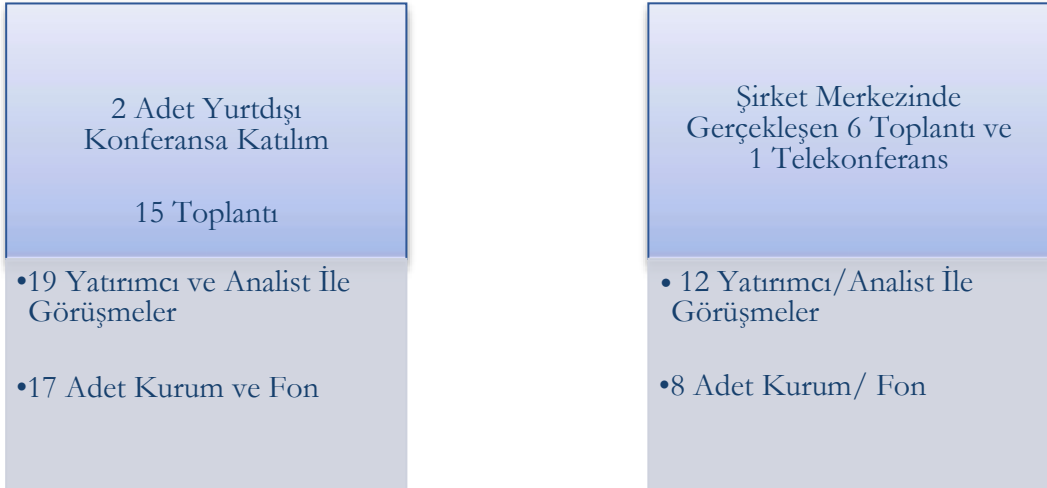 2 Adet Yurtdışı
Konferansa Katılım
15 Toplantı
•19 Yatırımcı ve Analist İle
Görüşmeler
•17 Adet Kurum ve Fon
Şirket Merkezinde
Gerçekleşen 6 Toplantı ve
1 Telekonferans
• 12 Yatırımcı/Analist İle
Görüşmeler
•8 Adet Kurum/ Fon